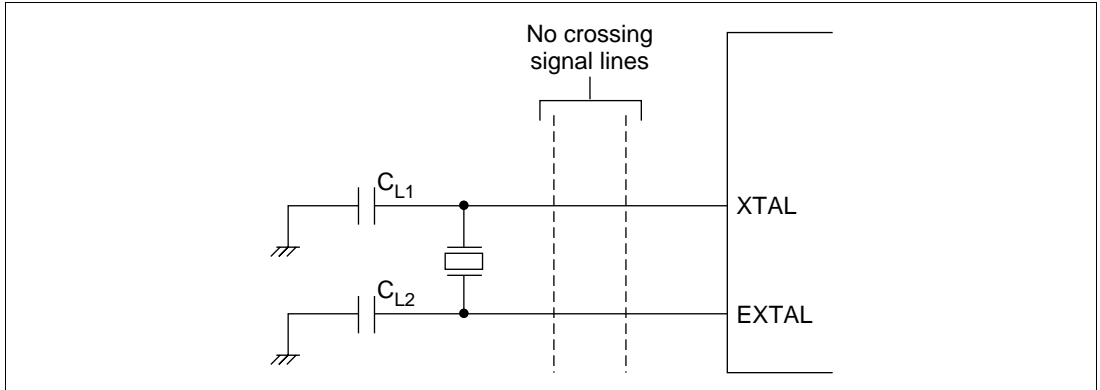 No crossing
signal lines
CL1
XTAL
CL2
EXTAL